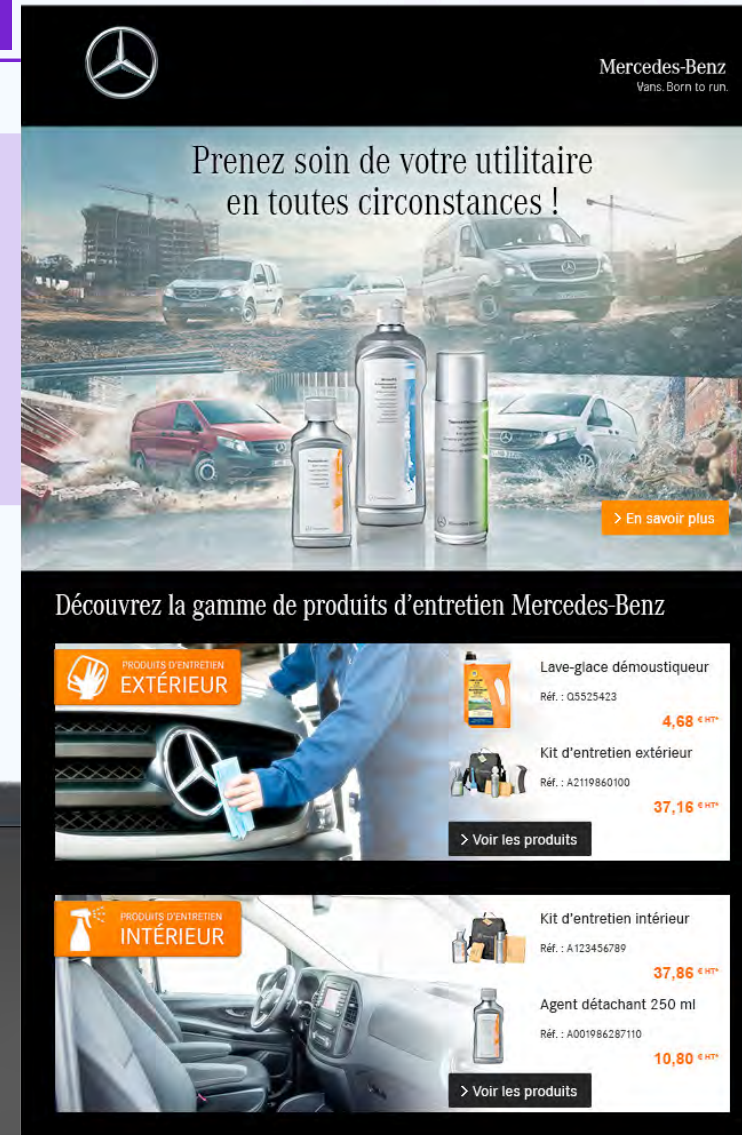 Mercedes-Benz
Vans. Born to run.
Prenez soin de votre utilitaire
en toutes circonstances !
> En savoir plus
Découvrez la gamme de produits d'entretien Mercedes-Benz
PRODUITS D'ENTRETIEN
EXTÉRIEUR
Lave-glace démoustiqueur
Réf. : Q5525423
4,68 € HT*
Kit d'entretien extérieur
Réf. : A2119860100
37,16 € HT*
> Voir les produits
PRODUITS D'ENTRETIEN
INTÉRIEUR
Kit d'entretien intérieur
Réf. : A123456789
37,86 € HT*
Agent détachant 250 ml
Réf. : A001986287110
10,80 € HT*
> Voir les produits